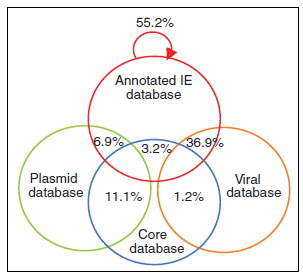 55.2%
Annotated IE
database
6.9%
3.2%
36.9%
Plasmid
database
11.1%
1.2%
Viral
database
Core
database